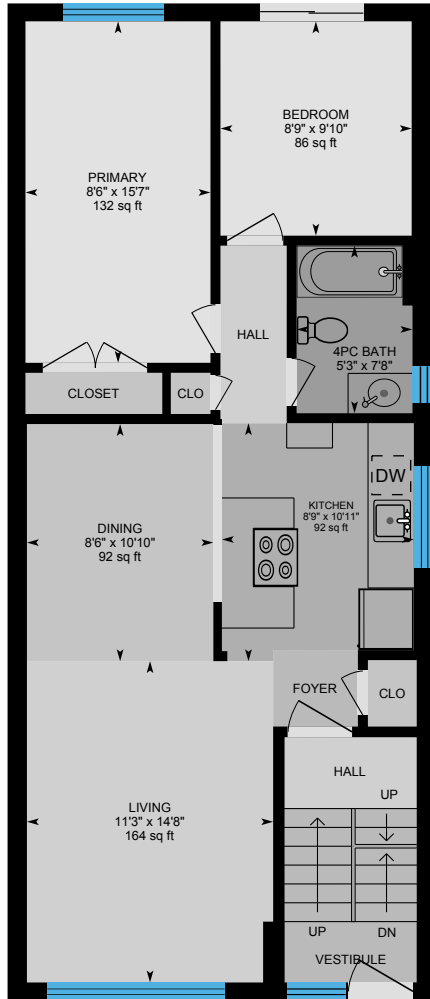 BEDROOM
8'9" x 9'10"
86 sq ft
PRIMARY
8'6" x 15'7"
132 sq ft
HALL
4PC BATH
5'3" x 7'8"
CLOSET
CLO
DW
KITCHEN
8'9" x 10'11"
92 sq ft
DINING
8'6" x 10'10"
92 sq ft
FOYER
CLO
HALL
UP
LIVING
11'3" x 14'8"
164 sq ft
UP
DN
VESTIBULE